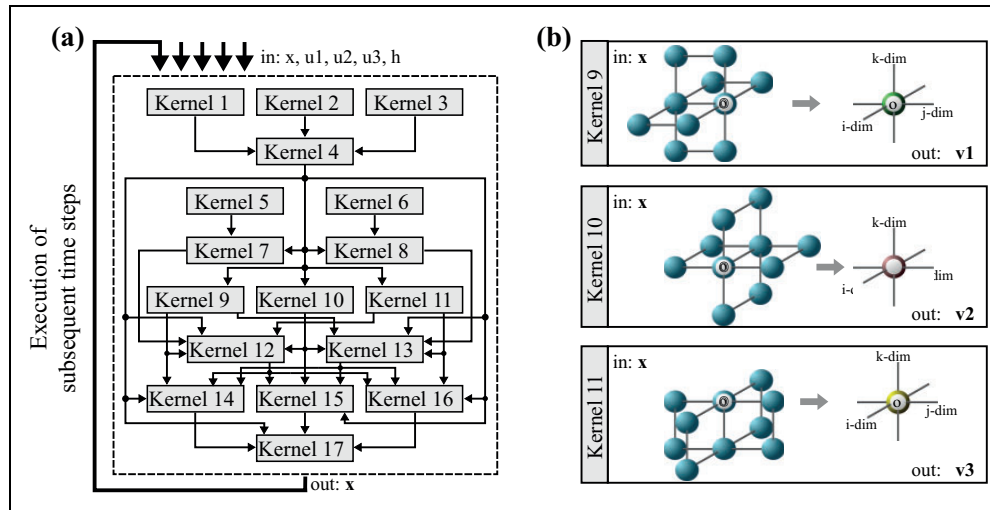 (a)
in: x, u1, u2, u3, h
Kernel 1
Kernel 2
Kernel 3
Kernel 4
Kernel 5
Kernel 6
Kernel 7
Kernel 8
Kernel 9
Kernel 10
Kernel 11
Kernel 12
Kernel 13
Kernel 14
Kernel 15
Kernel 16
Kernel 17
out: x
Execution of
subsequent time steps
(b)
Kernel 9
in: x
o
k-dim
o
i-dim
j-dim
out: v1
Kernel 10
in: x
o
k-dim
out: v2
Kernel 11
in: x
o
k-dim
o
i-dim
j-dim
out: v3